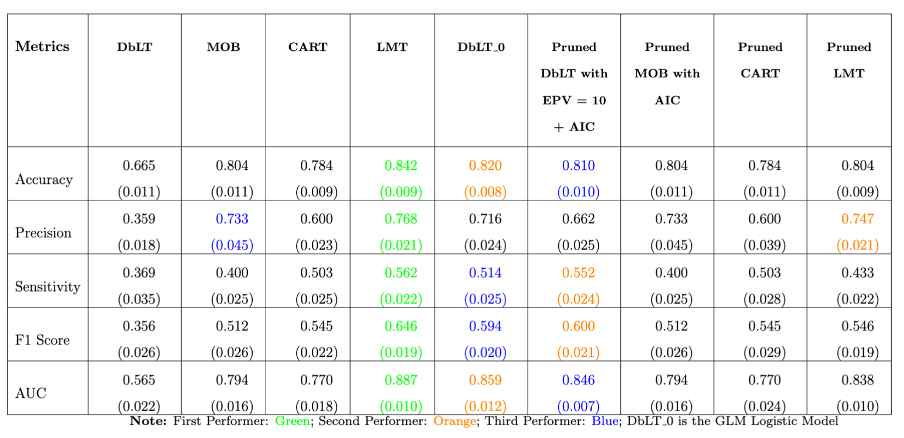 Metrics DbLT MOB CART LMT DbLT_0 Pruned Pruned Pruned Pruned
DbLT with MOB with CART LMT
EPV = 10 AIC
+ AIC
0.665 0.804 0.784 0.842 0.820 0.810 0.804 0.784 0.804
Accuracy
(0.011) (0.011) (0.009) (0.009) (0.008) (0.010) (0.011) (0.011) (0.009)
0.359 0.733 0.600 0.768 0.716 0.662 0.733 0.600 0.747
Precision
(0.018) (0.045) (0.023) (0.021) (0.024) (0.025) (0.045) (0.039) (0.021)
0.369 0.400 0.503 0.562 0.514 0.552 0.400 0.503 0.433
Sensitivity
(0.035) (0.025) (0.025) (0.022) (0.025) (0.024) (0.025) (0.028) (0.022)
0.356 0.512 0.545 0.646 0.594 0.600 0.512 0.545 0.546
F1 Score
(0.026) (0.026) (0.022) (0.019) (0.020) (0.021) (0.026) (0.029) (0.019)
0.565 0.794 0.770 0.887 0.859 0.846 0.794 0.770 0.838
AUC
(0.022) (0.016) (0.018) (0.010) (0.012) (0.007) (0.016) (0.024) (0.010)
Note: First Performer: Green; Second Performer: Orange; Third Performer: Blue; DbLT_0 is the GLM Logistic Model